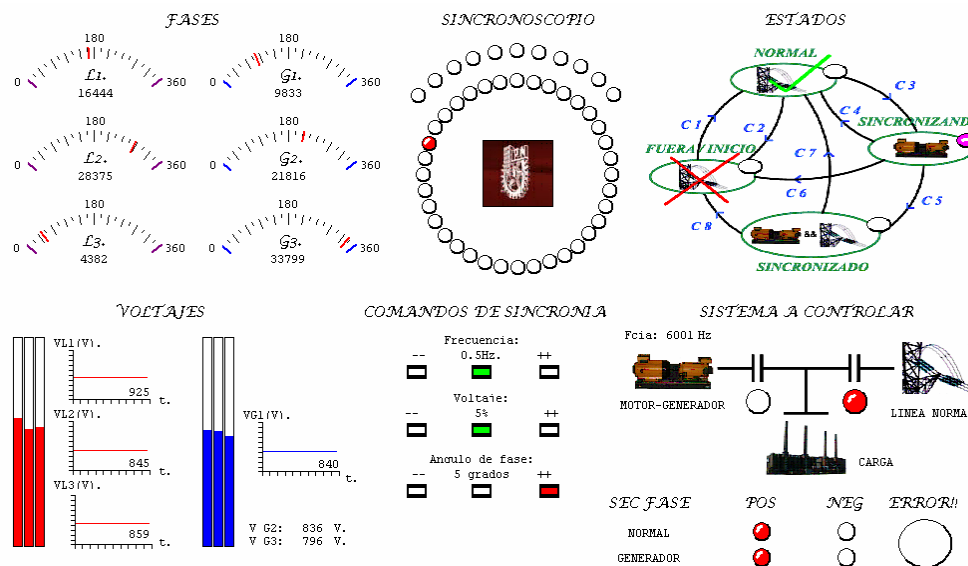 FASES
SINCRONOSCOPIO
ESTADOS
180
0 L1. 360
16444
180
0 G1. 360
9833
180
0 L2. 360
28375
180
0 G2. 360
21816
180
0 L3. 360
4382
180
0 G3. 360
33799
NORMAL
C 3
C 1
C 2
C 4
SINCRONIZAND
FUERA/ INICIO
C 7
C 6
C 5
C 8
&&
SINCRONIZADO
VOLTAJES
VL1(V).
925
t.
VL2(V).
845
t.
VL3(V).
859
t.
VG1(V).
840
t.
V G2: 836 V.
V G3: 796 V.
COMANDOS DE SINCRONIA
Frecuencia:
-- 0.5Hz. ++
Voltaje:
-- 5% ++
Angulo de fase:
-- 5 grados ++
SISTEMA A CONTROLAR
Fcia: 6001 Hz
MOTOR-GENERADOR
LINEA NORMA
CARGA
SEC FASE POS NEG ERROR!!
NORMAL
GENERADOR